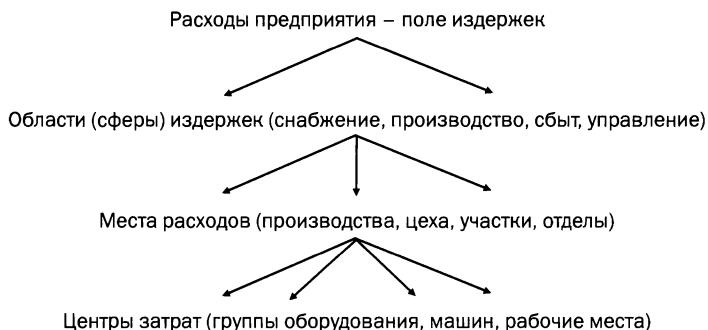 Расходы предприятия – поле издержек
Области (сферы) издержек (снабжение, производство, сбыт, управление)
Места расходов (производства, цеха, участки, отделы)
Центры затрат (группы оборудования, машин, рабочие места)